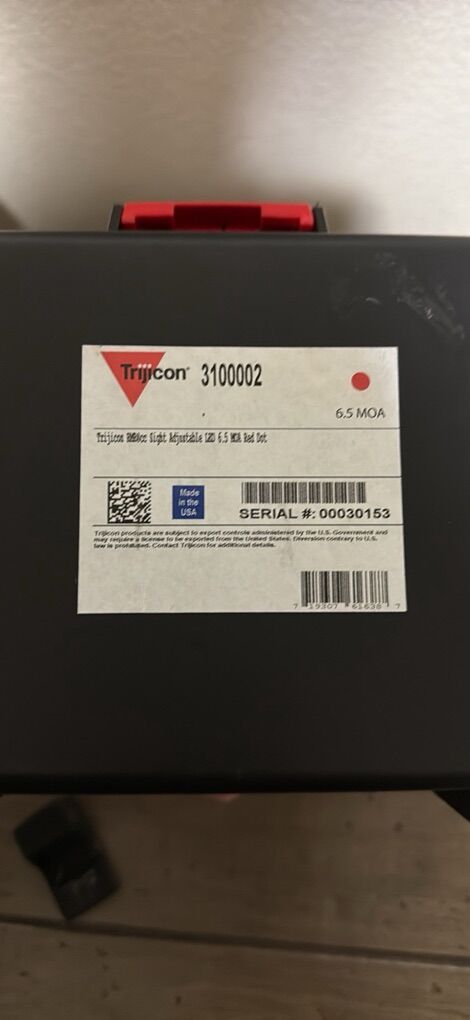 Trijicon® 3100002
6.5 MOA
Trijicon RMRcc Sight Adjustable LED 6.5 MOA Red Dot
Made
in the
USA
SERIAL #: 00030153
Trijicon products are subject to export controls administered by the U.S. Government and
may require a license to be exported from the United States. Diversion contrary to U.S.
law is prohibited. Contact Trijicon for additional details.
7 19307 61638 7